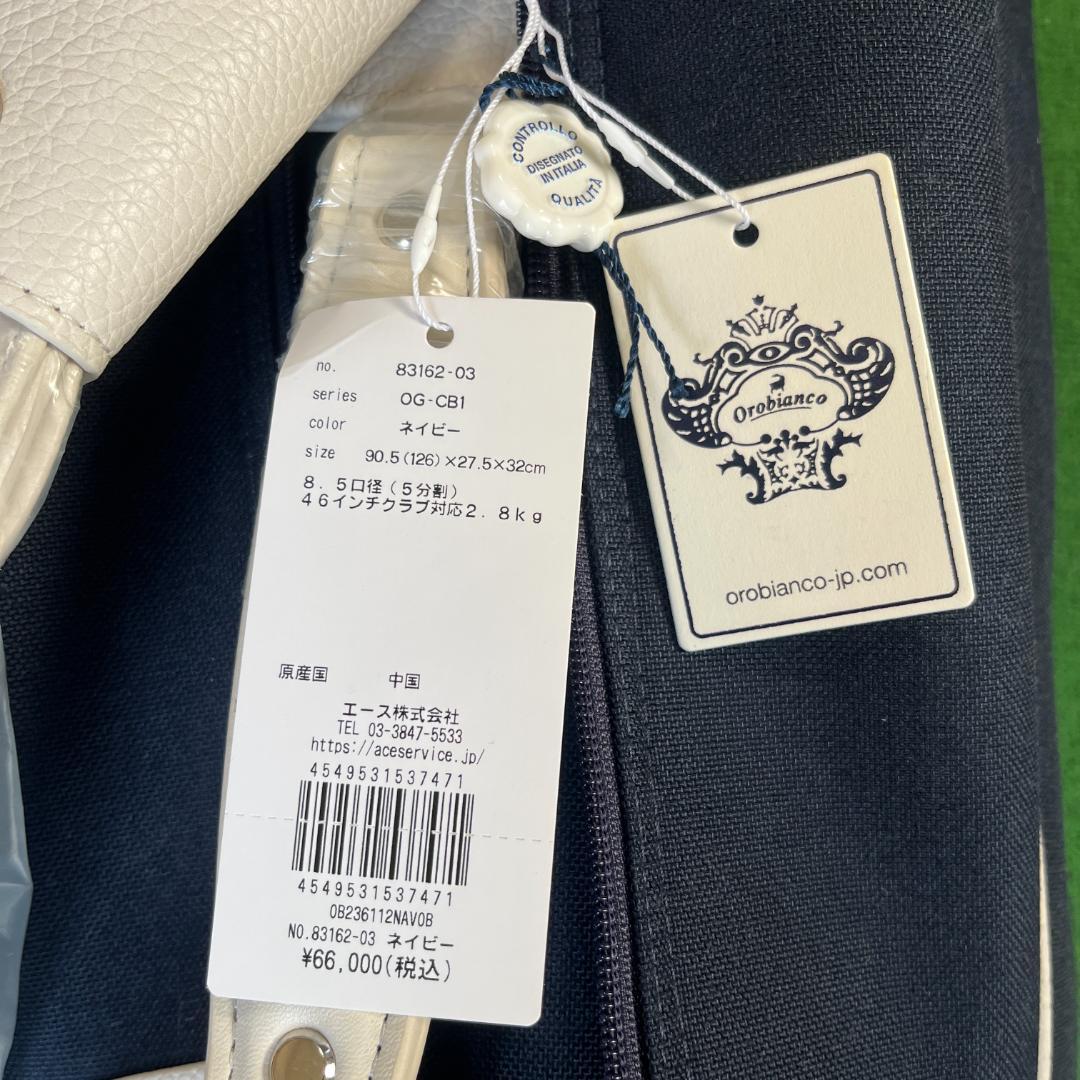 CONTROLLO
DISEGNATO
IN ITALIA
QUALITÀ
no. 83162-03
series OG-CB1
color ネイビー
size 90.5(126)×27.5×32cm
8.5口径(5分割)
46インチクラブ対応2.8kg
原産国 中国
エース株式会社
TEL 03-3847-5533
https://aceservice.jp/
4549531537471
4549531537471
OB236112NAVOB
NO.83162-03 ネイビー
¥66,000(税込)
Orobianco
orobianco-jp.com